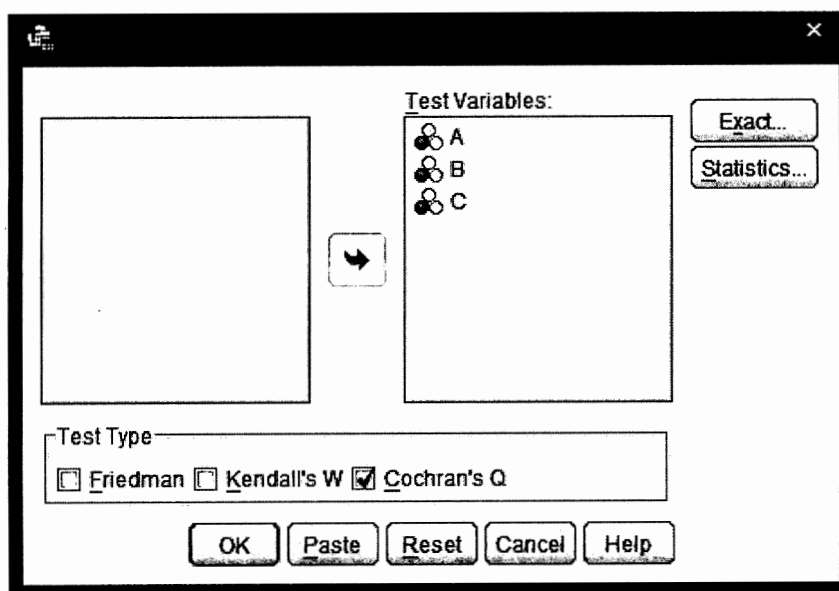 ×
Test Variables:
A
B
C
Exact...
Statistics...
Test Type
Friedman Kendall's W Cochran's Q
OK Paste Reset Cancel Help